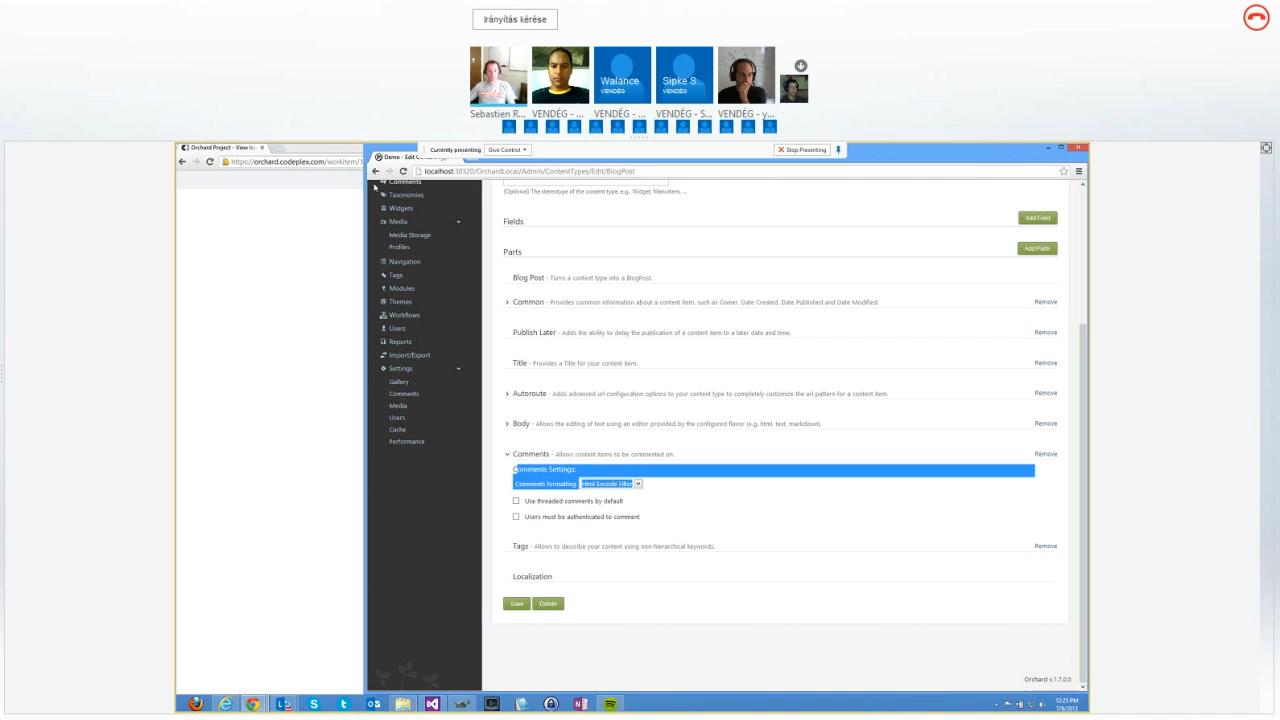 Irányítás kérése
Walance
VENDÉG
Sipke S...
VENDÉG
Sebastien R...
VENDÉG - ...
VENDÉG - ...
VENDÉG - S...
VENDÉG - y...
Orchard Project - View Iss
Demo - Edit
Currently presenting
Give Control
Stop Presenting
https://orchard.codeplex.com/workitem/1
localhost:30320/OrchardLocal/Admin/ContentTypes/Edit/BlogPost
Comments
Taxonomies
Widgets
Media
Media Storage
Profiles
Navigation
Tags
Modules
Themes
Workflows
Users
Reports
Import/Export
Settings
Gallery
Comments
Media
Users
Cache
Performance
(Optional) The stereotype of the content type, e.g., Widget, MenuItem, ...
Fields
Add Field
Parts
Add Parts
Blog Post - Turns a content type into a BlogPost.
Common - Provides common information about a content item, such as Owner, Date Created, Date Published and Date Modified.
Remove
Publish Later - Adds the ability to delay the publication of a content item to a later date and time.
Remove
Title - Provides a Title for your content item.
Remove
Autoroute - Adds advanced url configuration options to your content type to completely customize the url pattern for a content item.
Remove
Body - Allows the editing of text using an editor provided by the configured flavor (e.g. html, text, markdown).
Remove
Comments - Allows content items to be commented on.
Remove
Comments Settings:
Comments formatting
Html Encode Filter
Use threaded comments by default
Users must be authenticated to comment
Tags - Allows to describe your content using non-hierarchical keywords.
Remove
Localization
Save
Delete
Orchard v.1.7.0.0
12:25 PM
7/9/2013